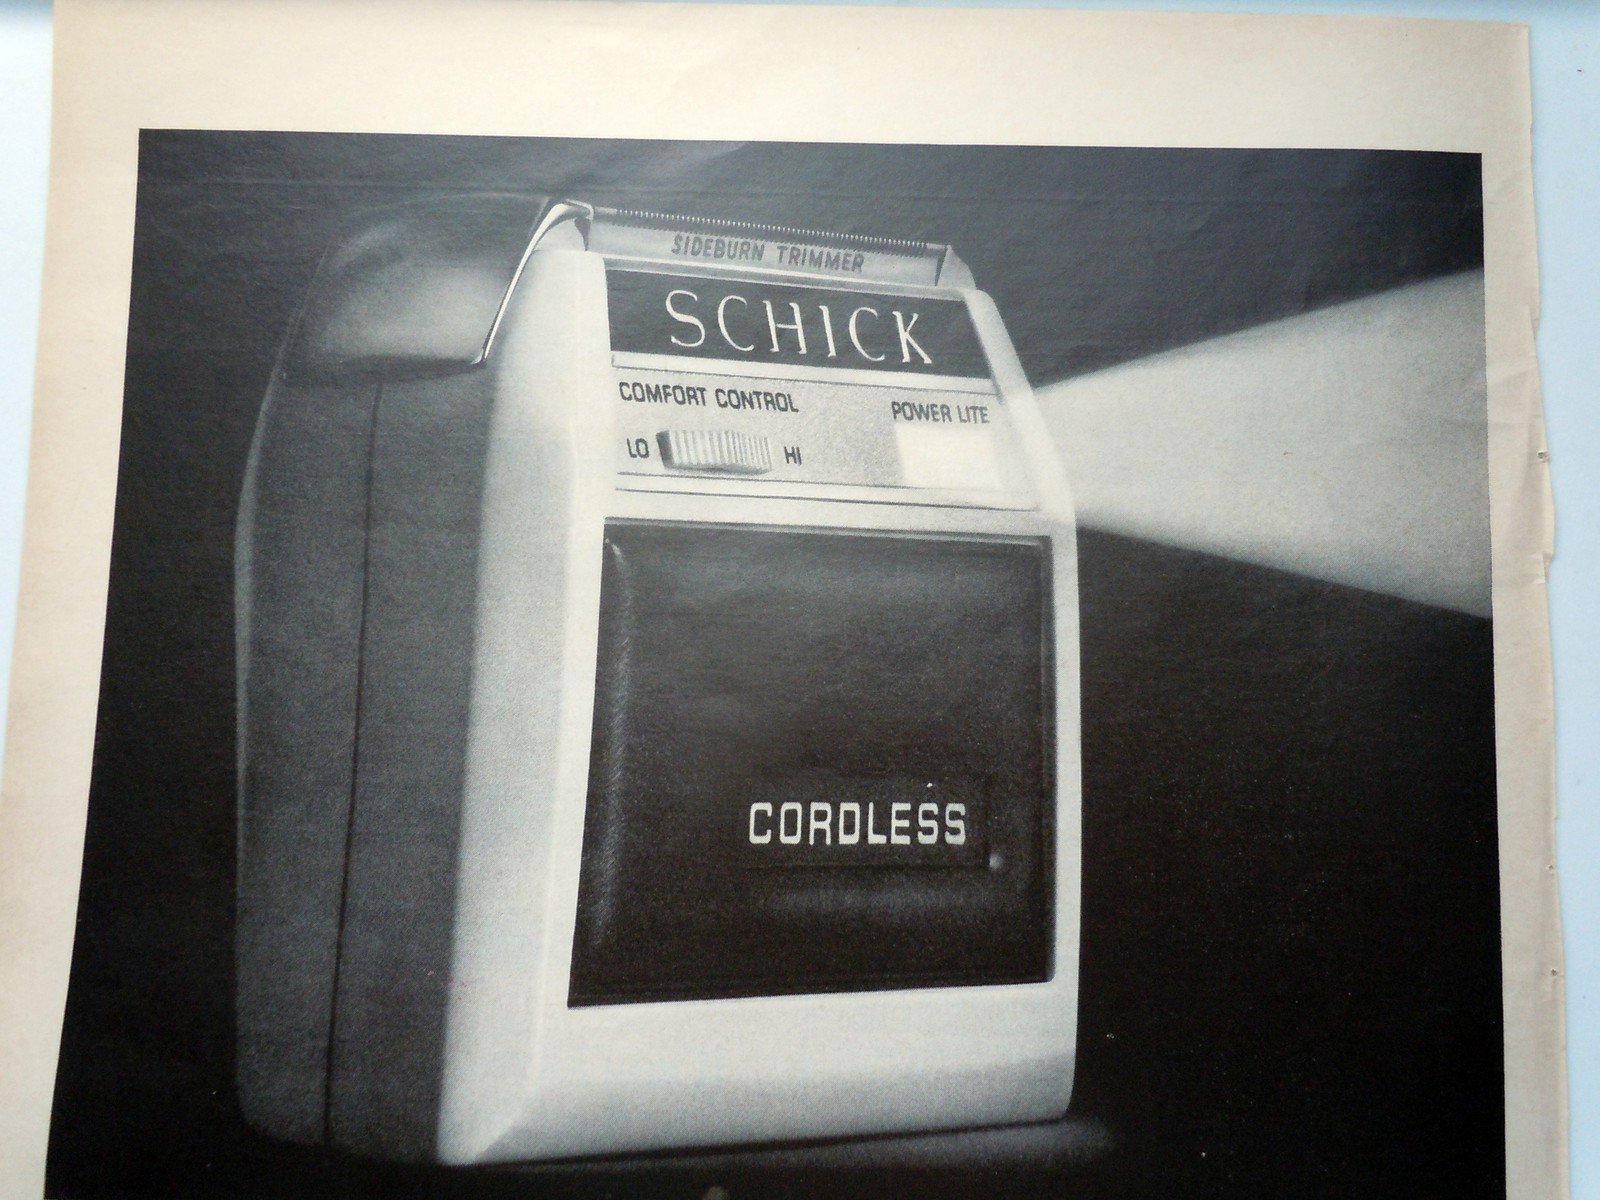 SIDEBURN TRIMMER
SCHICK
COMFORT CONTROL
POWER LITE
LO HI
CORDLESS